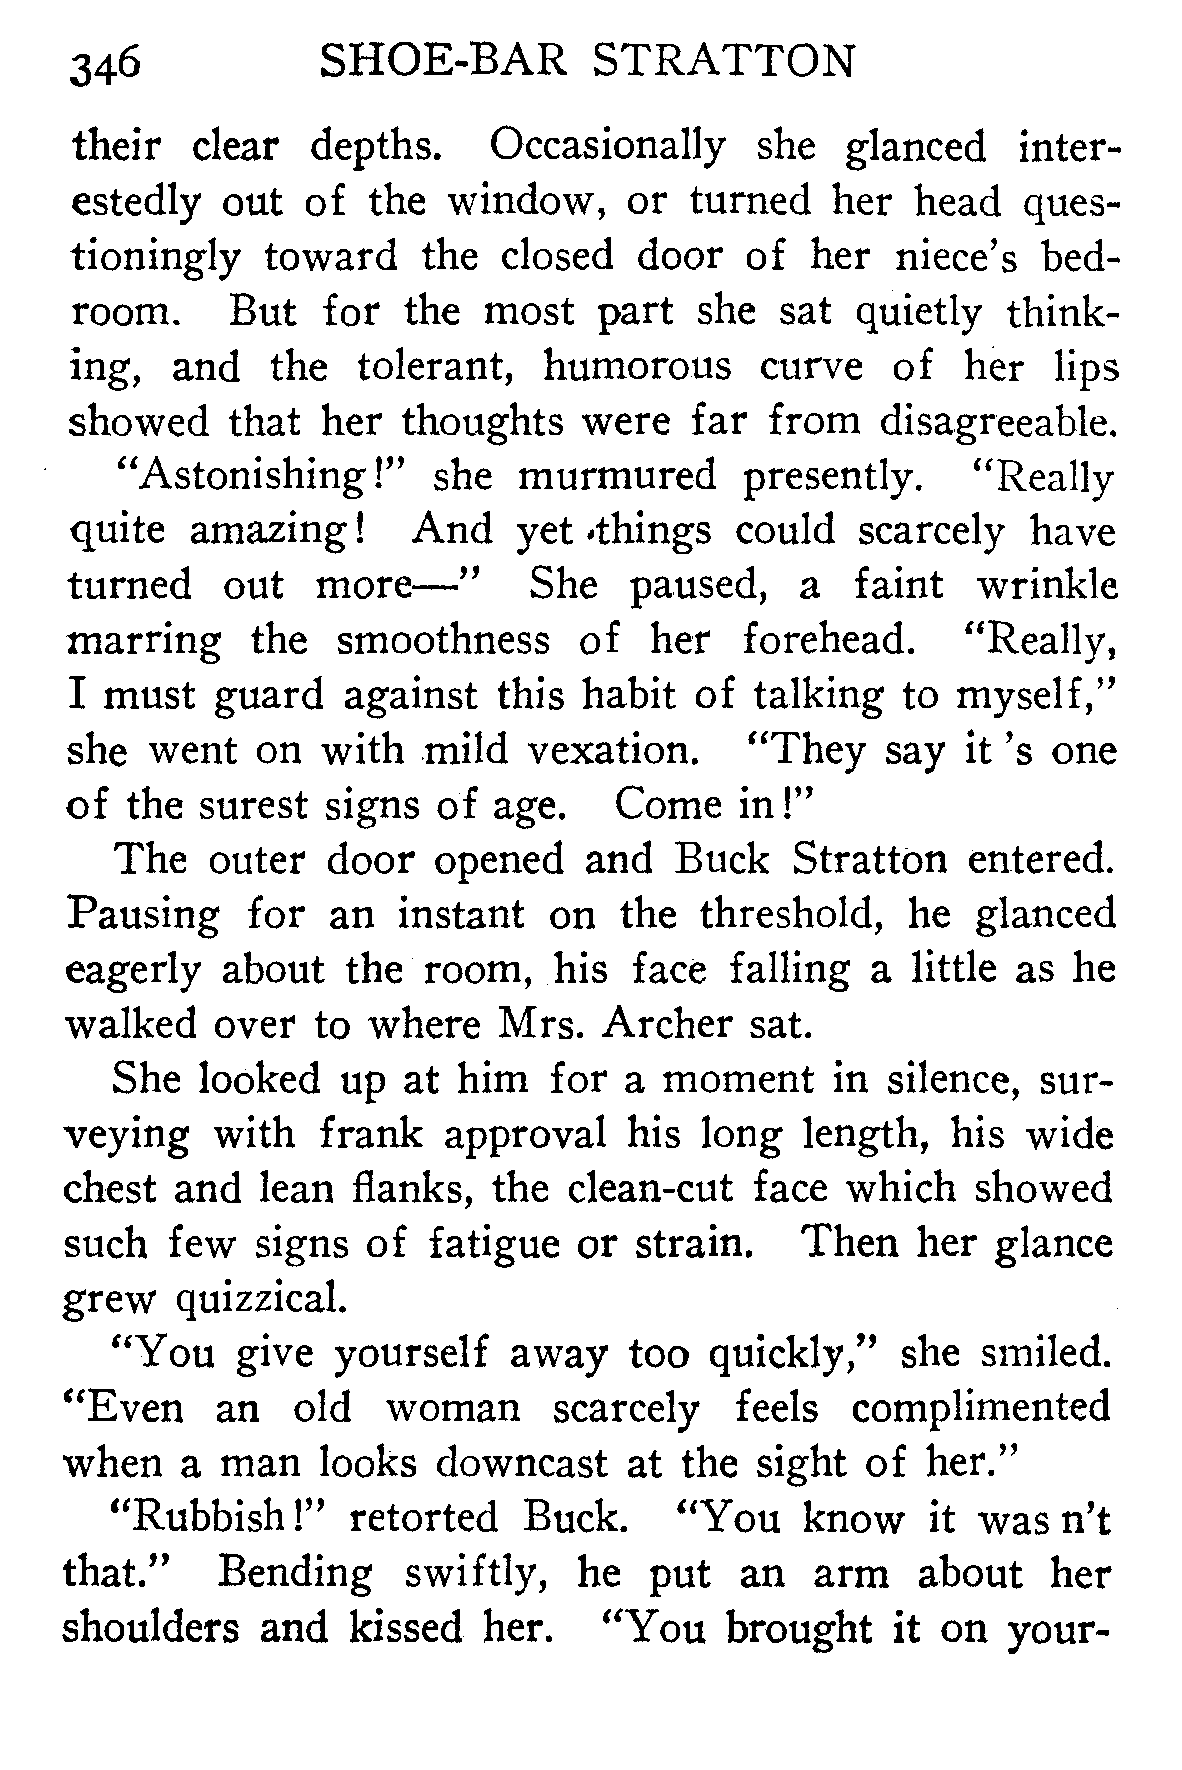 346 SHOE-BAR STRATTON
their clear depths. Occasionally she glanced inter-
estedly out of the window, or turned her head ques-
tioningly toward the closed door of her niece's bed-
room. But for the most part she sat quietly think-
ing, and the tolerant, humorous curve of her lips
showed that her thoughts were far from disagreeable.
"Astonishing!" she murmured presently. "Really
quite amazing! And yet things could scarcely have
turned out more—" She paused, a faint wrinkle
marring the smoothness of her forehead. "Really,
I must guard against this habit of talking to myself,"
she went on with mild vexation. "They say it 's one
of the surest signs of age. Come in!"
The outer door opened and Buck Stratton entered.
Pausing for an instant on the threshold, he glanced
eagerly about the room, his face falling a little as he
walked over to where Mrs. Archer sat.
She looked up at him for a moment in silence, sur-
veying with frank approval his long length, his wide
chest and lean flanks, the clean-cut face which showed
such few signs of fatigue or strain. Then her glance
grew quizzical.
"You give yourself away too quickly," she smiled.
"Even an old woman scarcely feels complimented
when a man looks downcast at the sight of her."
"Rubbish!" retorted Buck. "You know it was n't
that." Bending swiftly, he put an arm about her
shoulders and kissed her. "You brought it on your-